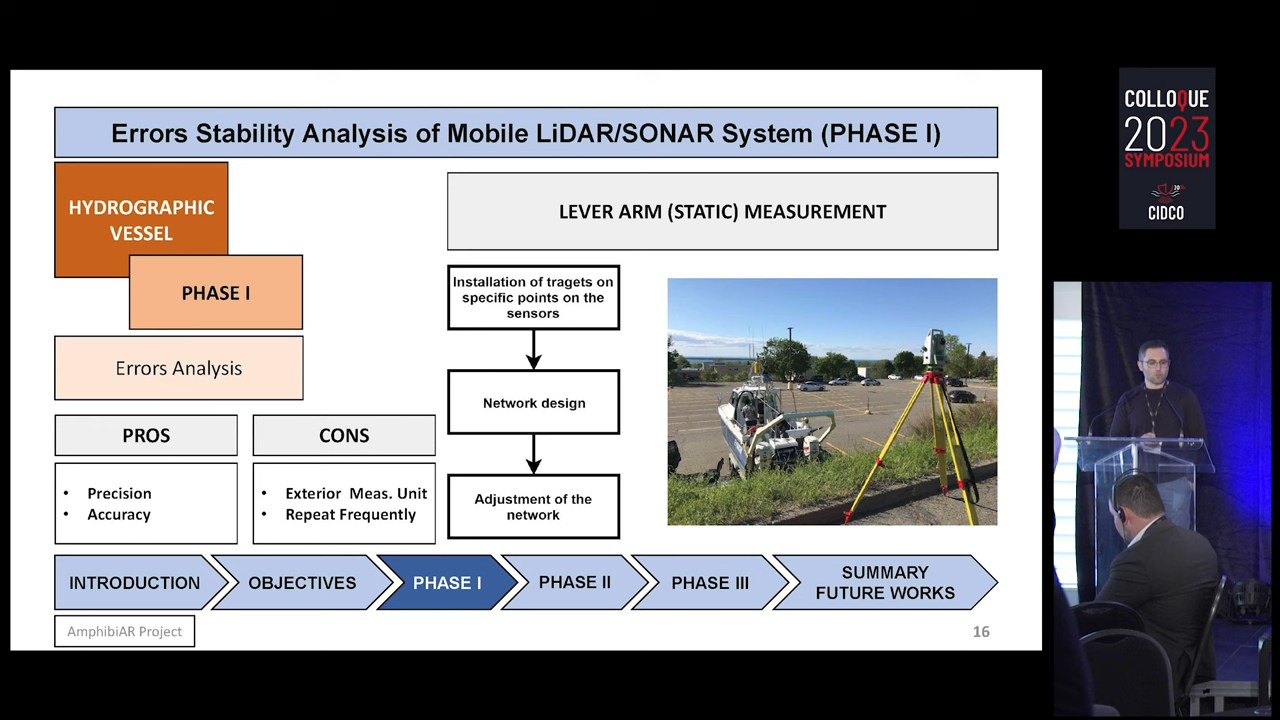 Errors Stability Analysis of Mobile LiDAR/SONAR System (PHASE I)
HYDROGRAPHIC
VESSEL
PHASE I
Errors Analysis
PROS
CONS
• Precision
• Accuracy
• Exterior Meas. Unit
• Repeat Frequently
LEVER ARM (STATIC) MEASUREMENT
Installation of tragets on
specific points on the
sensors
Network design
Adjustment of the
network
INTRODUCTION
OBJECTIVES
PHASE I
PHASE II
PHASE III
SUMMARY
FUTURE WORKS
AmphibiAR Project
16
COLLOQUE
2023
SYMPOSIUM
CIDCO